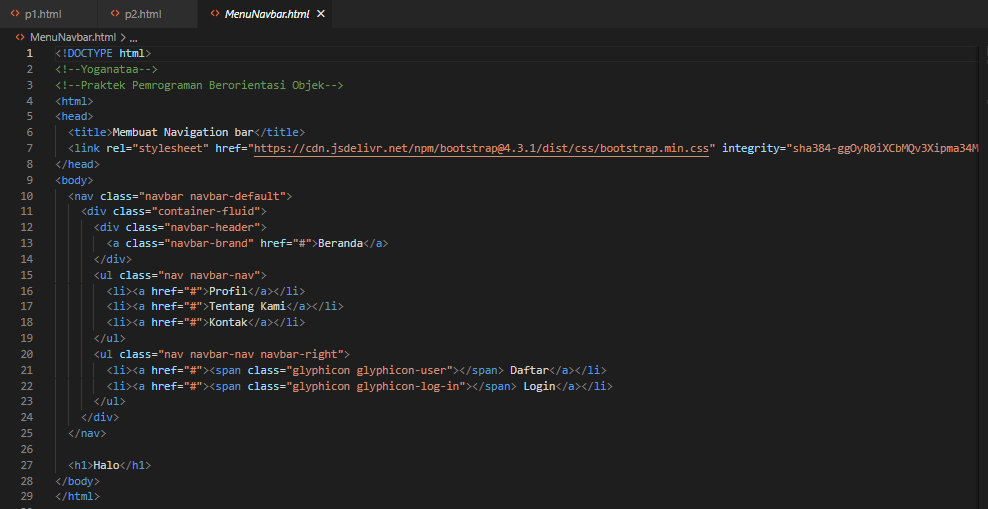 p1.html p2.html MenuNavbar.html
MenuNavbar.html > ...
1 <!DOCTYPE html>
2 <!--Yoganataa-->
3 <!--Praktek Pemrograman Berorientasi Objek-->
4 <html>
5 <head>
6 <title>Membuat Navigation bar</title>
7 <link rel="stylesheet" href="https://cdn.jsdelivr.net/npm/bootstrap@4.3.1/dist/css/bootstrap.min.css" integrity="sha384-ggOyR0iXCbMQv3Xipma34M
8 </head>
9 <body>
10 <nav class="navbar navbar-default">
11 <div class="container-fluid">
12 <div class="navbar-header">
13 <a class="navbar-brand" href="#">Beranda</a>
14 </div>
15 <ul class="nav navbar-nav">
16 <li><a href="#">Profil</a></li>
17 <li><a href="#">Tentang Kami</a></li>
18 <li><a href="#">Kontak</a></li>
19 </ul>
20 <ul class="nav navbar-nav navbar-right">
21 <li><a href="#"><span class="glyphicon glyphicon-user"></span> Daftar</a></li>
22 <li><a href="#"><span class="glyphicon glyphicon-log-in"></span> Login</a></li>
23 </ul>
24 </div>
25 </nav>
26
27 <h1>Halo</h1>
28 </body>
29 </html>